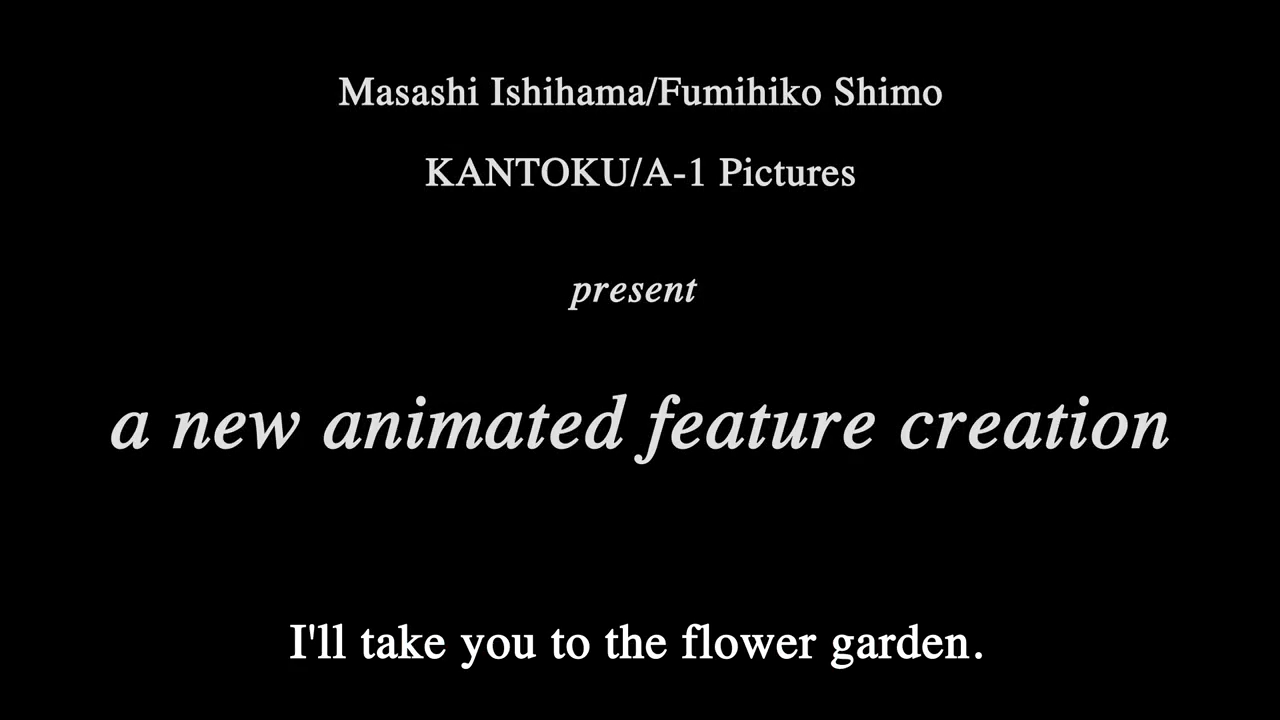 Masashi Ishihama/Fumihiko Shimo
KANTOKU/A-1 Pictures
present
a new animated feature creation
I'll take you to the flower garden.